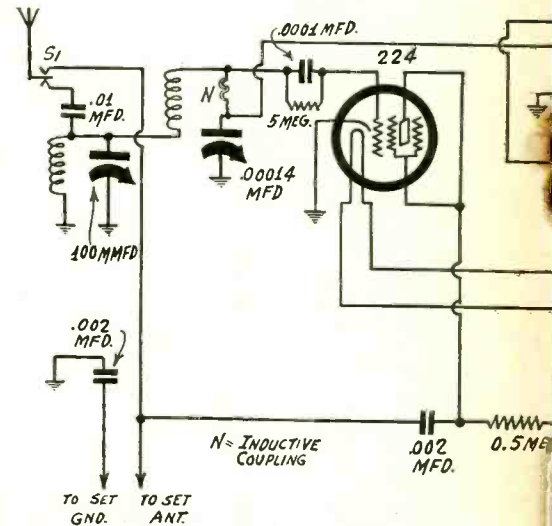 .0001 MFD.
S1
224
.01
MFD.
N
5 MEG.
.00014
MFD
100 MMFD
.002
MFD.
N = INDUCTIVE
COUPLING
.002
MFD.
TO SET
GND.
TO SET
ANT.